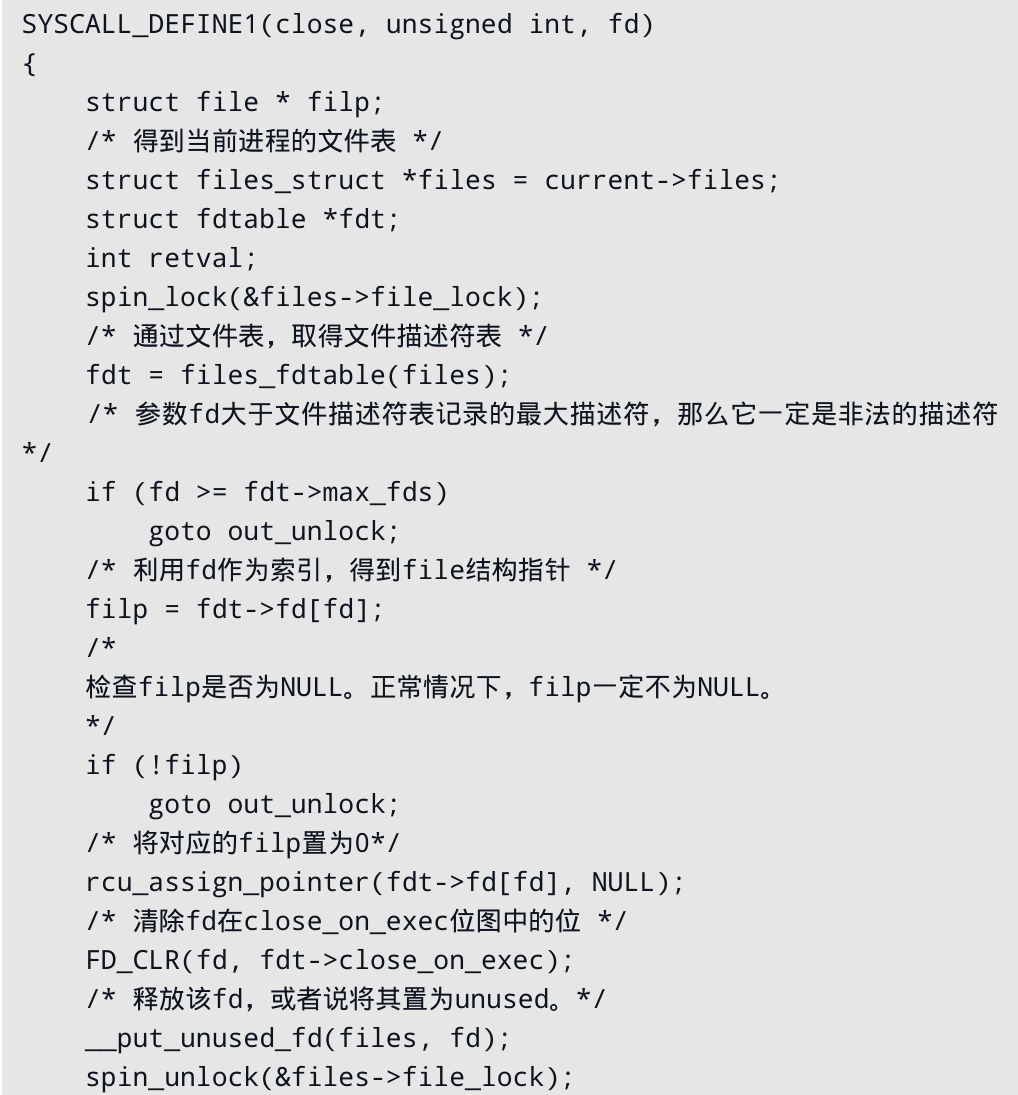 SYSCALL_DEFINE1(close, unsigned int, fd)
{
    struct file * filp;
    /* 得到当前进程的文件表 */
    struct files_struct *files = current->files;
    struct fdtable *fdt;
    int retval;
    spin_lock(&files->file_lock);
    /* 通过文件表，取得文件描述符表 */
    fdt = files_fdtable(files);
    /* 参数fd大于文件描述符表记录的最大描述符，那么它一定是非法的描述符
*/
    if (fd >= fdt->max_fds)
        goto out_unlock;
    /* 利用fd作为索引，得到file结构指针 */
    filp = fdt->fd[fd];
    /*
    检查filp是否为NULL。正常情况下，filp一定不为NULL。
    */
    if (!filp)
        goto out_unlock;
    /* 将对应的filp置为0*/
    rcu_assign_pointer(fdt->fd[fd], NULL);
    /* 清除fd在close_on_exec位图中的位 */
    FD_CLR(fd, fdt->close_on_exec);
    /* 释放该fd，或者说将其置为unused。*/
    __put_unused_fd(files, fd);
    spin_unlock(&files->file_lock);